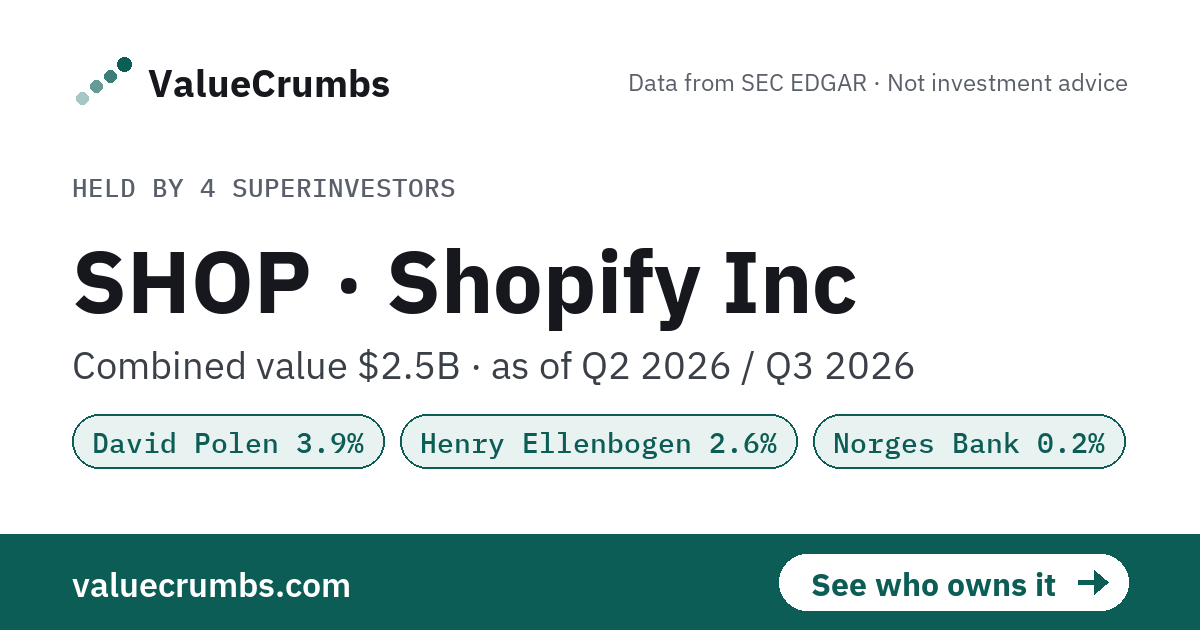 ValueCrumbs
Data from SEC EDGAR · Not investment advice
HELD BY 4 SUPERINVESTORS
SHOP · Shopify Inc
Combined value $2.5B · as of Q2 2026 / Q3 2026
David Polen 3.9% Henry Ellenbogen 2.6% Norges Bank 0.2%
valuecrumbs.com
See who owns it →